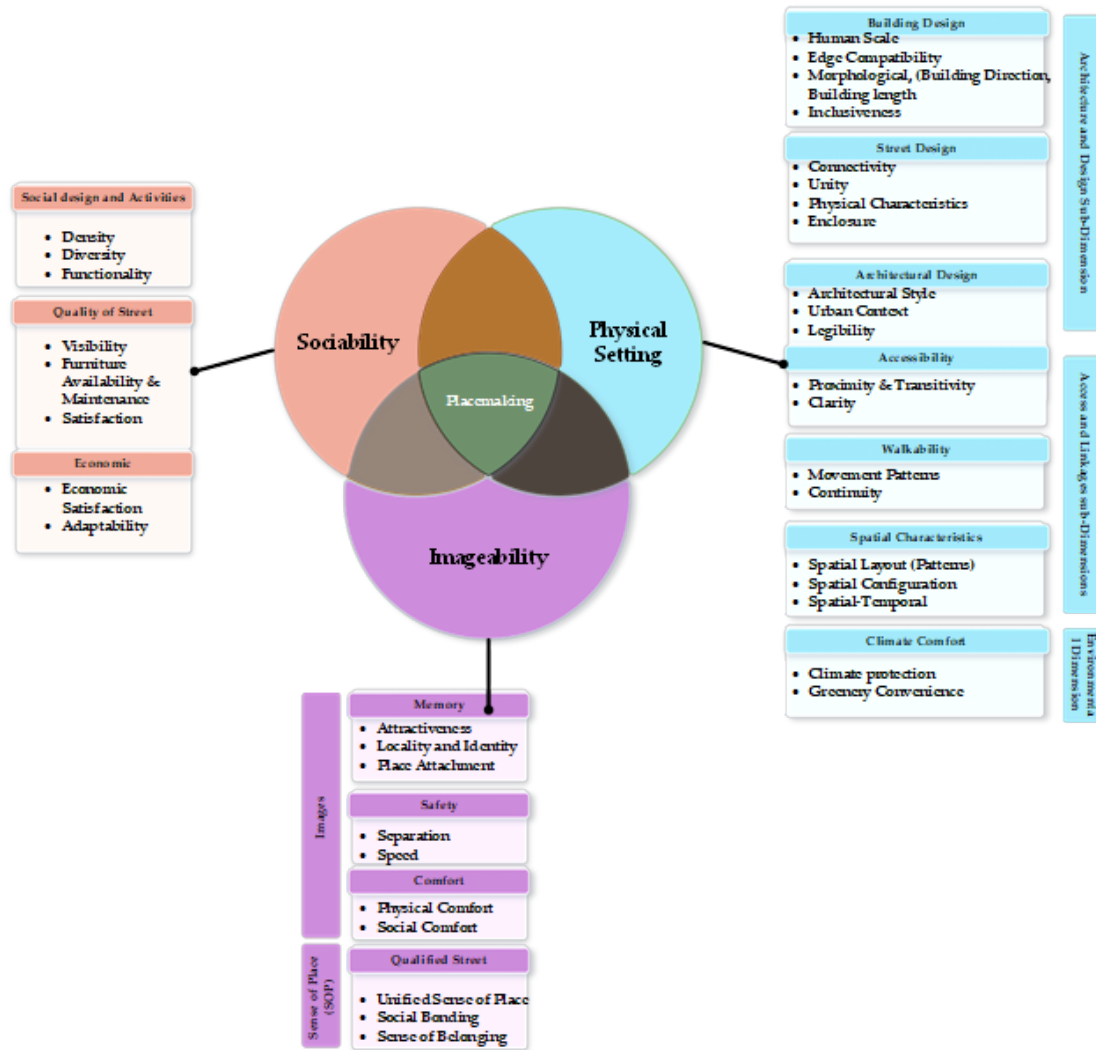 Building Design
• Human Scale
• Edge Compatibility
• Morphological, (Building Direction,
Building length
• Inclusiveness
Street Design
• Connectivity
• Unity
• Physical Characteristics
• Enclosure
Architectural Design
• Architectural Style
• Urban Context
• Legibility
Architecture and Design Sub-Dimension
Accessibility
• Proximity & Transitivity
• Clarity
Walkability
• Movement Patterns
• Continuity
Spatial Characteristics
• Spatial Layout (Patterns)
• Spatial Configuration
• Spatial-Temporal
Access and Linkages sub-Dimensions
Climate Comfort
• Climate protection
• Greenery Convenience
Environmenta
l Dimension
Social design and Activities
• Density
• Diversity
• Functionality
Quality of Street
• Visibility
• Furniture
Availability &
Maintenance
• Satisfaction
Economic
• Economic
Satisfaction
• Adaptability
Sociability
Physical
Setting
Placemaking
Imageability
Images
Memory
• Attractiveness
• Locality and Identity
• Place Attachment
Safety
• Separation
• Speed
Comfort
• Physical Comfort
• Social Comfort
Sense of Place
(SOP)
Qualified Street
• Unified Sense of Place
• Social Bonding
• Sense of Belonging